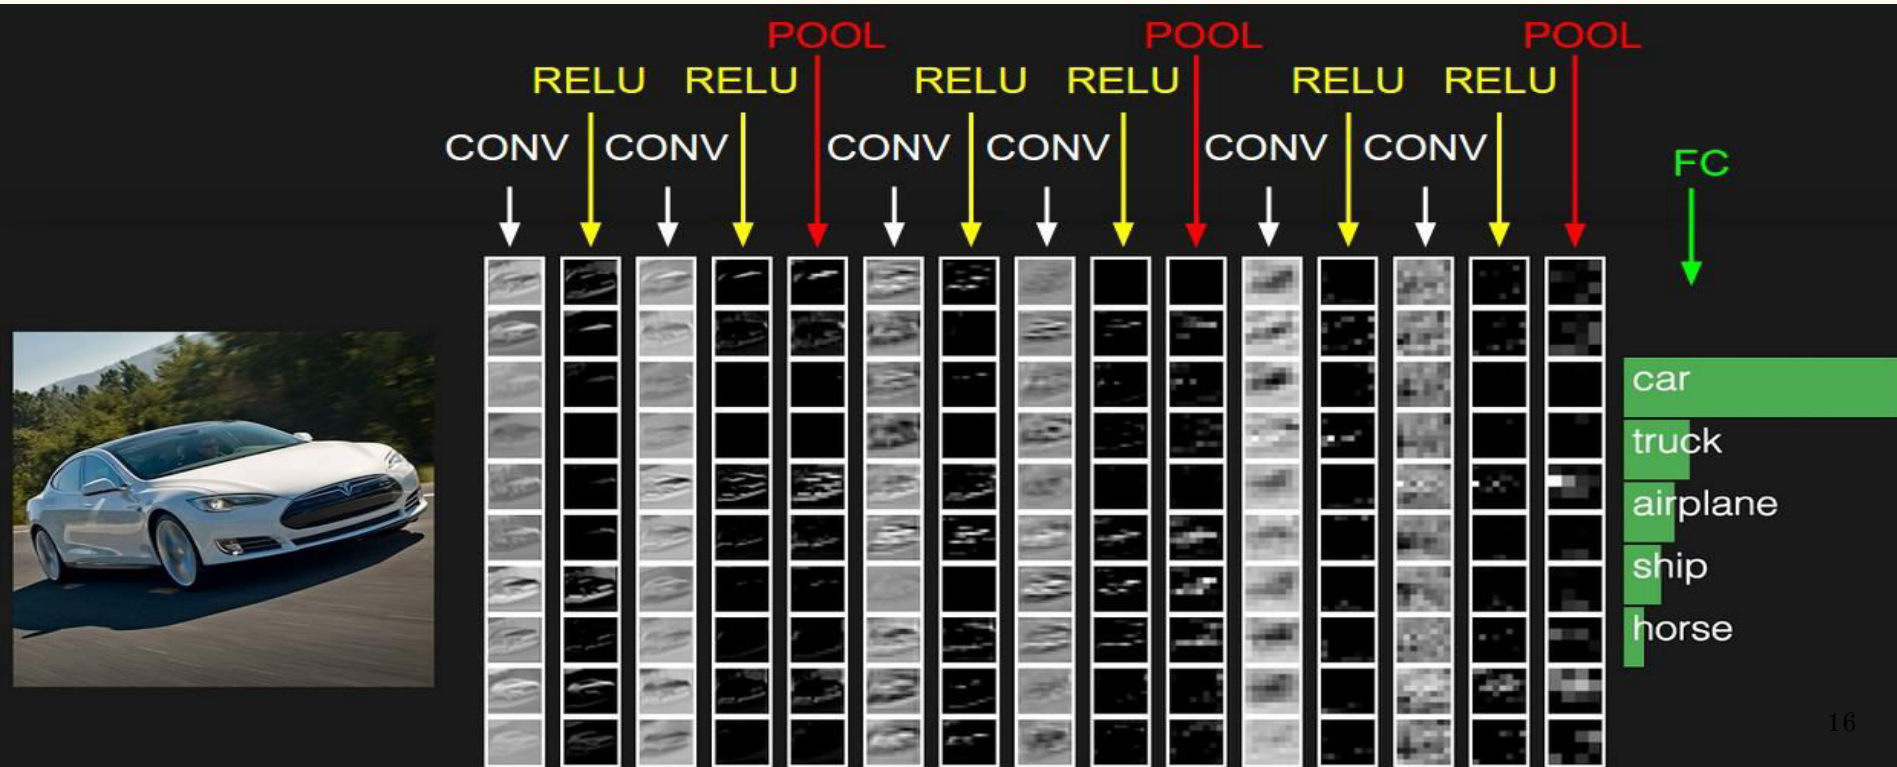 POOL POOL POOL
RELU RELU RELU RELU RELU RELU
CONV CONV CONV CONV CONV CONV
FC
car
truck
airplane
ship
horse
16